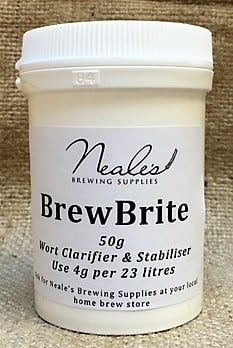 84
Neale's
BREWING SUPPLIES
BrewBrite
50g
Wort Clarifier & Stabiliser
Use 4g per 23 litres
for Neale's Brewing Supplies at your local
home brew store